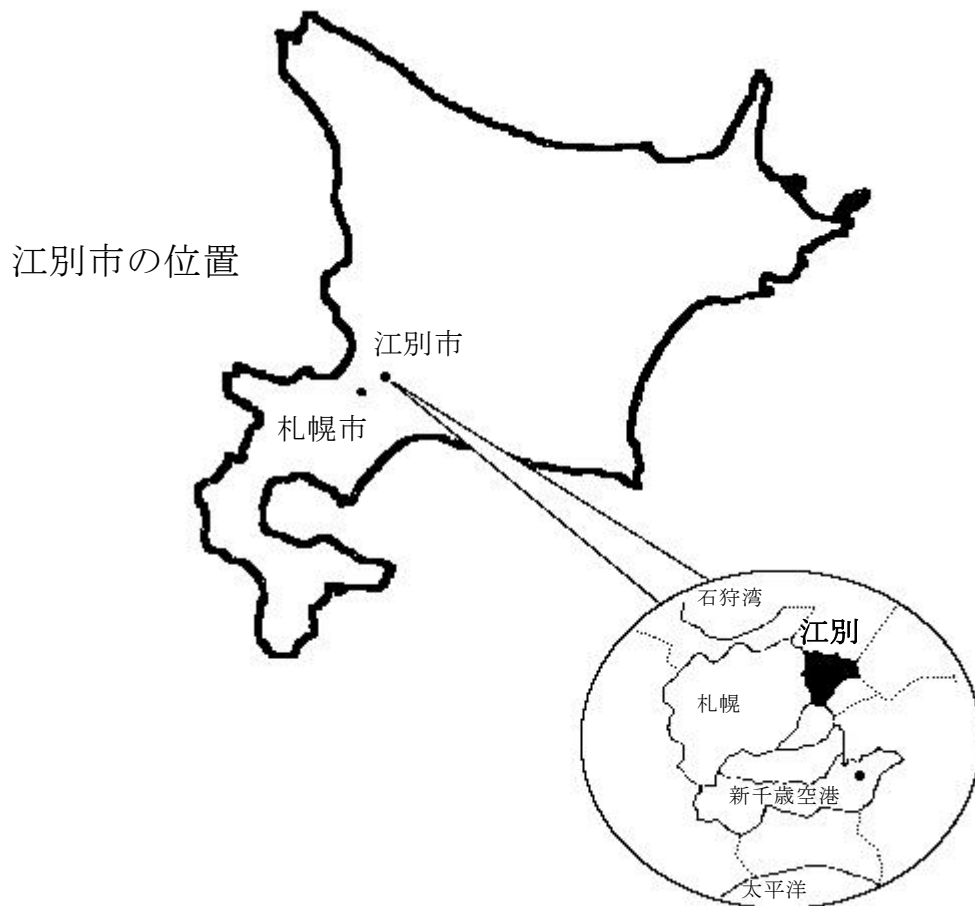 江別市の位置
江別市
札幌市
石狩湾
江別
札幌
新千歳空港
太平洋